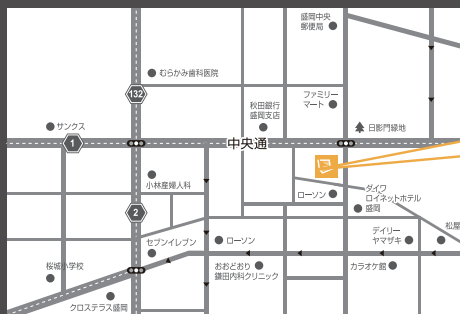 盛岡中央
郵便局
むらかみ歯科医院
132
秋田銀行
盛岡支店
ファミリー
マート
サンクス
1
中央通
日影門緑地
小林産婦人科
ローソン
ダイワ
ロイネットホテル
盛岡
2
セブンイレブン
ローソン
デイリー
ヤマザキ
松屋
桜城小学校
おおどおり
鎌田内科クリニック
カラオケ館
クロステラス盛岡